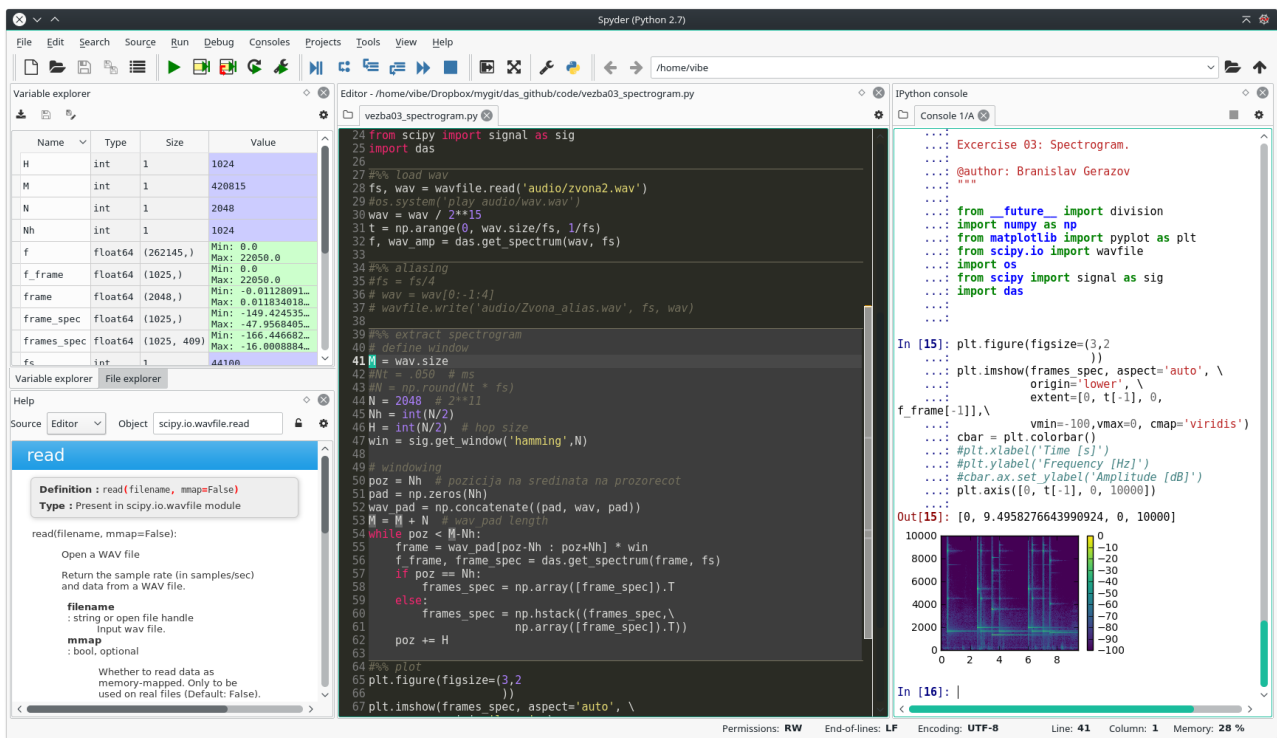 Spyder (Python 2.7)
File Edit Search Source Run Debug Consoles Projects Tools View Help
/home/vibe
Variable explorer
Name Type Size Value
H int 1 1024
M int 1 420815
N int 1 2048
Nh int 1 1024
f float64 (262145,) Min: 0.0
Max: 22050.0
f_frame float64 (1025,) Min: 0.0
Max: 22050.0
frame float64 (2048,) Min: -0.01128091…
Max: 0.011834018…
frame_spec float64 (1025,) Min: -149.424535…
Max: -47.9568405…
frames_spec float64 (1025, 409) Min: -166.446682…
Max: -16.0008884…
fs int 1 44100
Variable explorer File explorer
Help
Source Editor Object scipy.io.wavfile.read
read
Definition : read(filename, mmap=False)
Type : Present in scipy.io.wavfile module
read(filename, mmap=False):
Open a WAV file
Return the sample rate (in samples/sec)
and data from a WAV file.
filename
: string or open file handle
Input wav file.
mmap
: bool, optional
Whether to read data as
memory-mapped. Only to be
used on real files (Default: False).
Editor - /home/vibe/Dropbox/mygit/das_github/code/vezba03_spectrogram.py
vezba03_spectrogram.py
24 from scipy import signal as sig
25 import das
26
27 #%% load wav
28 fs, wav = wavfile.read('audio/zvona2.wav')
29 #os.system('play audio/wav.wav')
30 wav = wav / 2**15
31 t = np.arange(0, wav.size/fs, 1/fs)
32 f, wav_amp = das.get_spectrum(wav, fs)
33
34 #%% aliasing
35 #fs = fs/4
36 # wav = wav[0:-1:4]
37 # wavfile.write('audio/Zvona_alias.wav', fs, wav)
38
39 #%% extract spectrogram
40 # define window
41 M = wav.size
42 #Nt = .050 # ms
43 #N = np.round(Nt * fs)
44 N = 2048 # 2**11
45 Nh = int(N/2)
46 H = int(N/2) # hop size
47 win = sig.get_window('hamming',N)
48
49 # windowing
50 poz = Nh # pozicija na sredinata na prozorecot
51 pad = np.zeros(Nh)
52 wav_pad = np.concatenate((pad, wav, pad))
53 M = M + N # wav_pad length
54 while poz < M-Nh:
55 frame = wav_pad[poz-Nh : poz+Nh] * win
56 f_frame, frame_spec = das.get_spectrum(frame, fs)
57 if poz == Nh:
58 frames_spec = np.array([frame_spec]).T
59 else:
60 frames_spec = np.hstack((frames_spec,\
61 np.array([frame_spec]).T))
62 poz += H
63
64 #%% plot
65 plt.figure(figsize=(3,2
66 ))
67 plt.imshow(frames_spec, aspect='auto', \
IPython console
Console 1/A
...:
...: Excercise 03: Spectrogram.
...:
...: @author: Branislav Gerazov
...: """
...:
...: from __future__ import division
...: import numpy as np
...: from matplotlib import pyplot as plt
...: from scipy.io import wavfile
...: import os
...: from scipy import signal as sig
...: import das
...:
...:
In [15]: plt.figure(figsize=(3,2
...: ))
...: plt.imshow(frames_spec, aspect='auto', \
...: origin='lower', \
...: extent=[0, t[-1], 0,
f_frame[-1]],\
...: vmin=-100,vmax=0, cmap='viridis')
...: cbar = plt.colorbar()
...: #plt.xlabel('Time [s]')
...: #plt.ylabel('Frequency [Hz]')
...: #cbar.ax.set_ylabel('Amplitude [dB]')
...: plt.axis([0, t[-1], 0, 10000])
...:
Out[15]: [0, 9.4958276643990924, 0, 10000]
10000
8000
6000
4000
2000
0
0 2 4 6 8
0
−10
−20
−30
−40
−50
−60
−70
−80
−90
−100
In [16]:
Permissions: RW End-of-lines: LF Encoding: UTF-8 Line: 41 Column: 1 Memory: 28 %